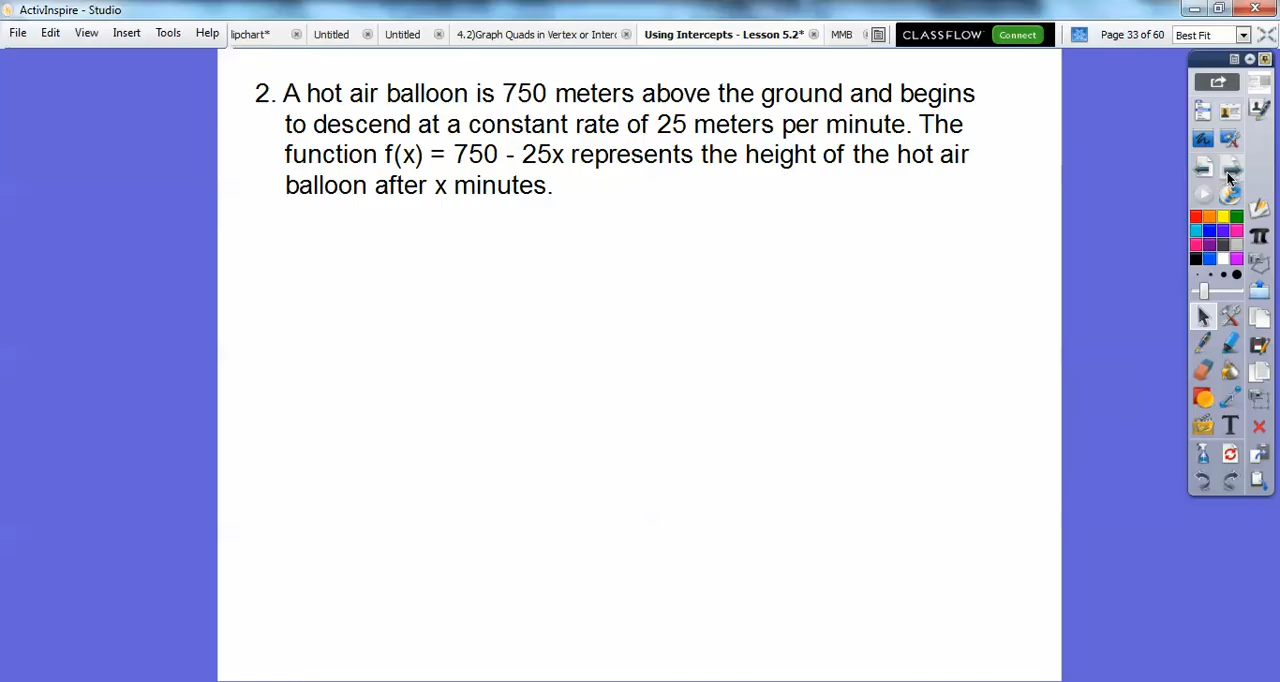 ActivInspire - Studio
File Edit View Insert Tools Help lipchart* Untitled Untitled 4.2)Graph Quads in Vertex or Inter Using Intercepts - Lesson 5.2* MMB CLASSFLOW Connect Page 33 of 60 Best Fit
2. A hot air balloon is 750 meters above the ground and begins
to descend at a constant rate of 25 meters per minute. The
function f(x) = 750 - 25x represents the height of the hot air
balloon after x minutes.